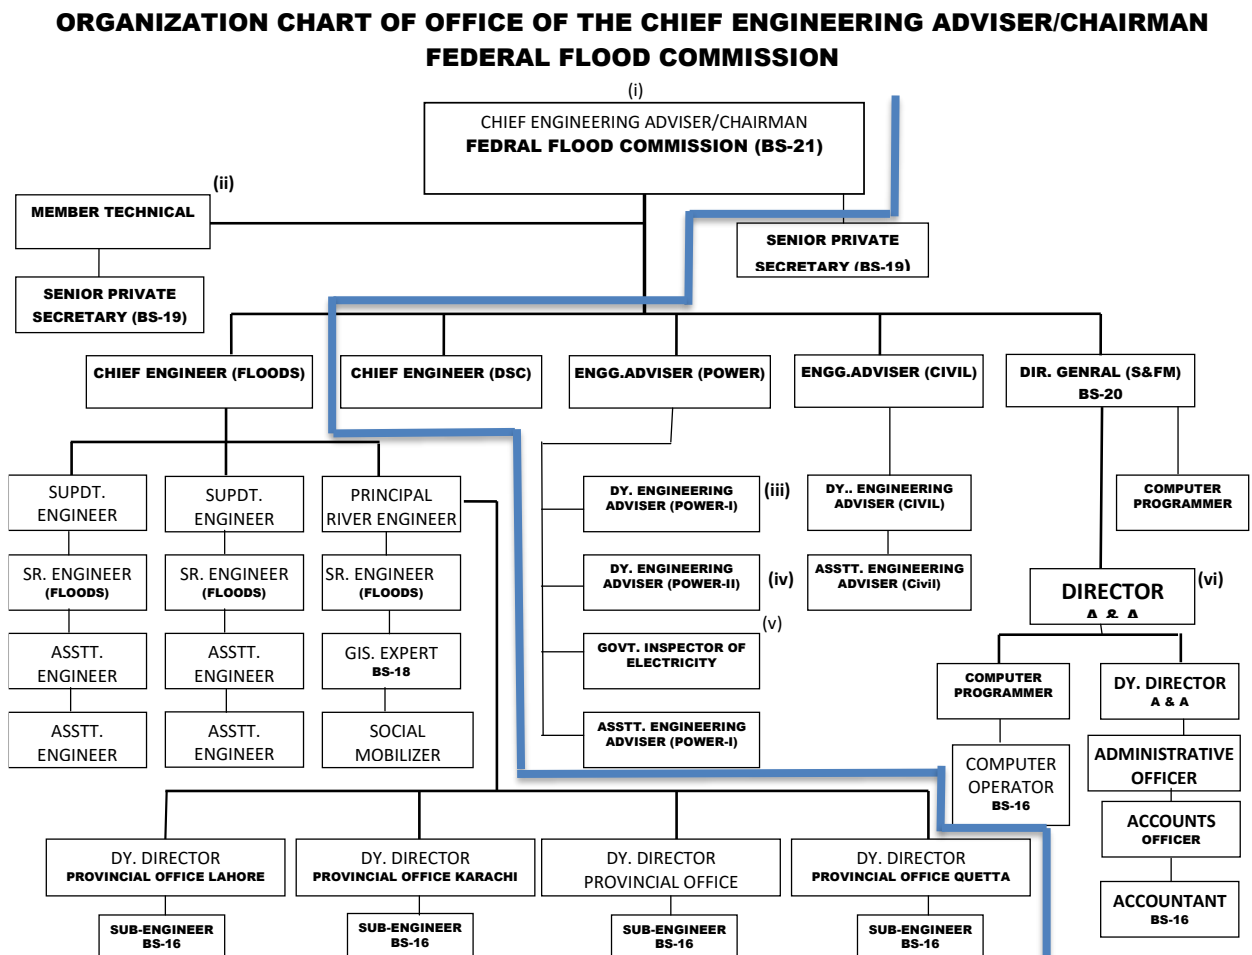 ORGANIZATION CHART OF OFFICE OF THE CHIEF ENGINEERING ADVISER/CHAIRMAN
FEDERAL FLOOD COMMISSION
(i)
CHIEF ENGINEERING ADVISER/CHAIRMAN
FEDRAL FLOOD COMMISSION (BS-21)
(ii)
MEMBER TECHNICAL
SENIOR PRIVATE
SECRETARY (BS-19)
SENIOR PRIVATE
SECRETARY (BS-19)
CHIEF ENGINEER (FLOODS)
CHIEF ENGINEER (DSC)
ENGG.ADVISER (POWER)
ENGG.ADVISER (CIVIL)
DIR. GENRAL (S&FM)
BS-20
SUPDT.
ENGINEER
SUPDT.
ENGINEER
PRINCIPAL
RIVER ENGINEER
DY. ENGINEERING
ADVISER (POWER-I)
(iii)
DY.. ENGINEERING
ADVISER (CIVIL)
COMPUTER
PROGRAMMER
SR. ENGINEER
(FLOODS)
SR. ENGINEER
(FLOODS)
SR. ENGINEER
(FLOODS)
DY. ENGINEERING
ADVISER (POWER-II)
(iv)
ASSTT. ENGINEERING
ADVISER (Civil)
DIRECTOR
A & A
(vi)
ASSTT.
ENGINEER
ASSTT.
ENGINEER
GIS. EXPERT
BS-18
(v)
GOVT. INSPECTOR OF
ELECTRICITY
COMPUTER
PROGRAMMER
DY. DIRECTOR
A & A
ASSTT.
ENGINEER
ASSTT.
ENGINEER
SOCIAL
MOBILIZER
ASSTT. ENGINEERING
ADVISER (POWER-I)
COMPUTER
OPERATOR
BS-16
ADMINISTRATIVE
OFFICER
ACCOUNTS
OFFICER
DY. DIRECTOR
PROVINCIAL OFFICE LAHORE
DY. DIRECTOR
PROVINCIAL OFFICE KARACHI
DY. DIRECTOR
PROVINCIAL OFFICE
DY. DIRECTOR
PROVINCIAL OFFICE QUETTA
ACCOUNTANT
BS-16
SUB-ENGINEER
BS-16
SUB-ENGINEER
BS-16
SUB-ENGINEER
BS-16
SUB-ENGINEER
BS-16